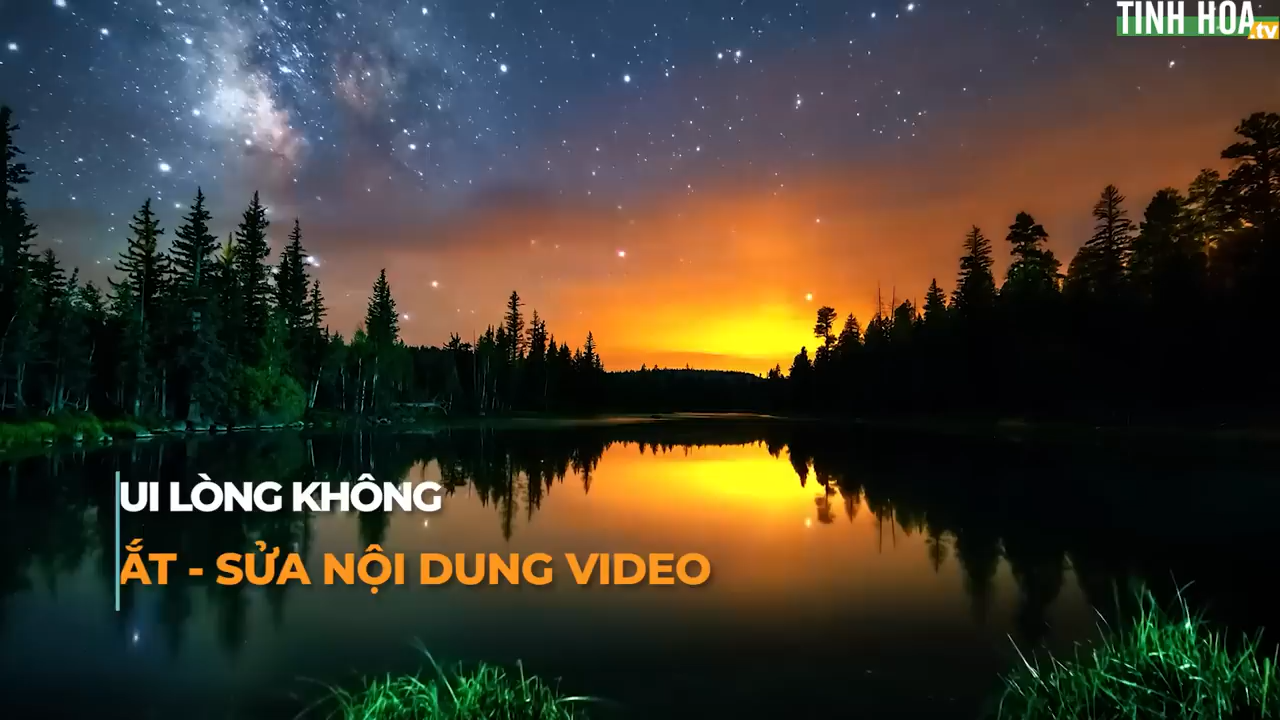 TINH HOA
.tv
UI LÒNG KHÔNG
ẮT - SỬA NỘI DUNG VIDEO